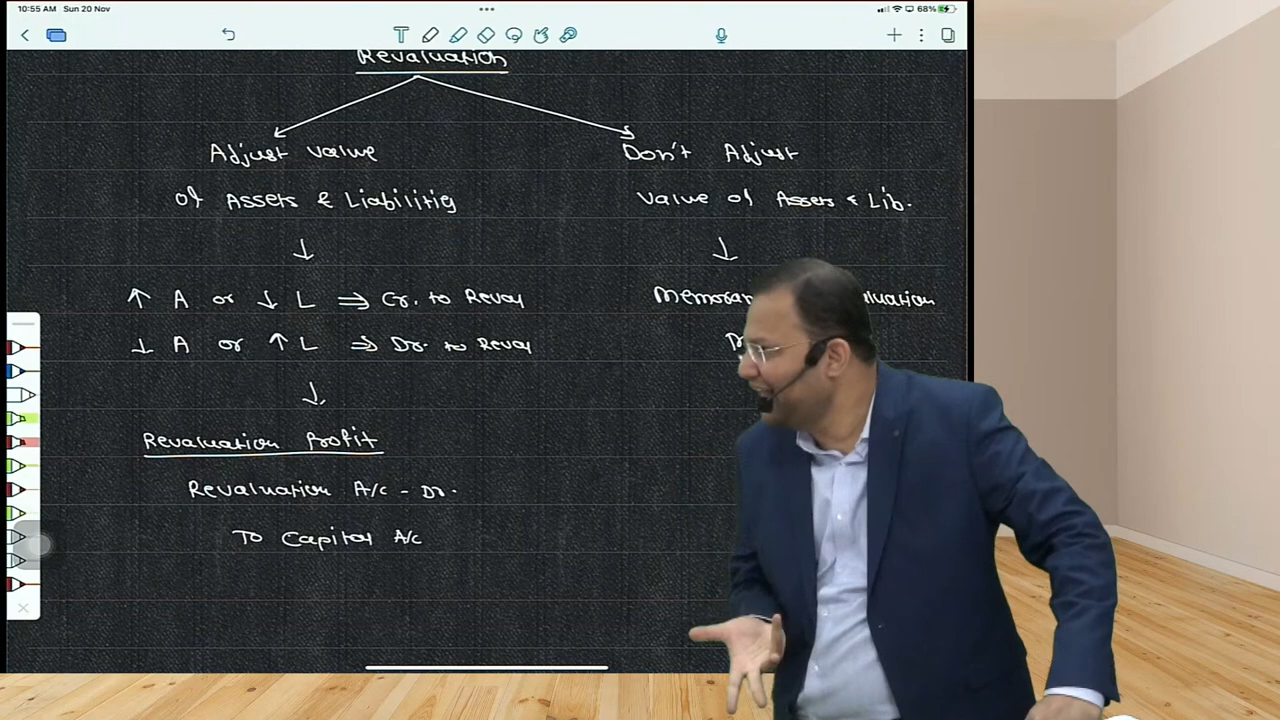 10:55 AM Sun 20 Nov
68%
Revaluation
Adjust value
of Assets & Liabilities
↓
↑ A or ↓ L ⇒ Cr. to Reval
↓ A or ↑ L ⇒ Dr. to Reval
↓
Revaluation Profit
Revaluation A/c - Dr.
To Capital A/c
Don't Adjust
Value of Assets & Lib.
↓